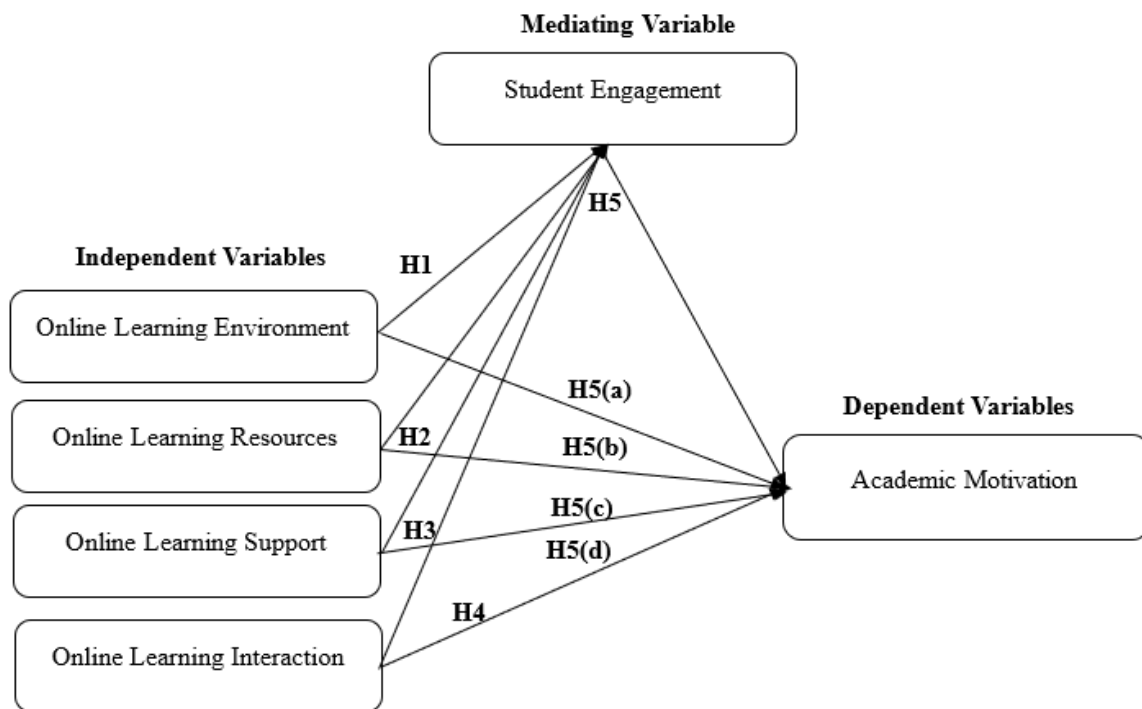 Mediating Variable
Student Engagement
H5
Independent Variables
H1
Online Learning Environment
H5(a)
Dependent Variables
Online Learning Resources
H2
H5(b)
Academic Motivation
H5(c)
Online Learning Support
H3
H5(d)
H4
Online Learning Interaction